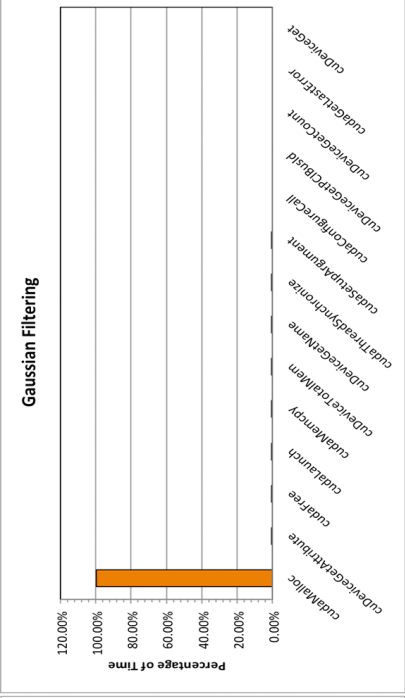 Gaussian Filtering
Percentage of Time
120.00%
100.00%
80.00%
60.00%
40.00%
20.00%
0.00%
cudaMalloc
cuDeviceGetAttribute
cudaFree
cudaLaunch
cudaMemcpy
cuDeviceTotalMem
cuDeviceGetName
cudaThreadSynchronize
cudaSetupArgument
cudaConfigureCall
cuDeviceGetPCIBusId
cuDeviceGetCount
cudaGetLastError
cuDeviceGet